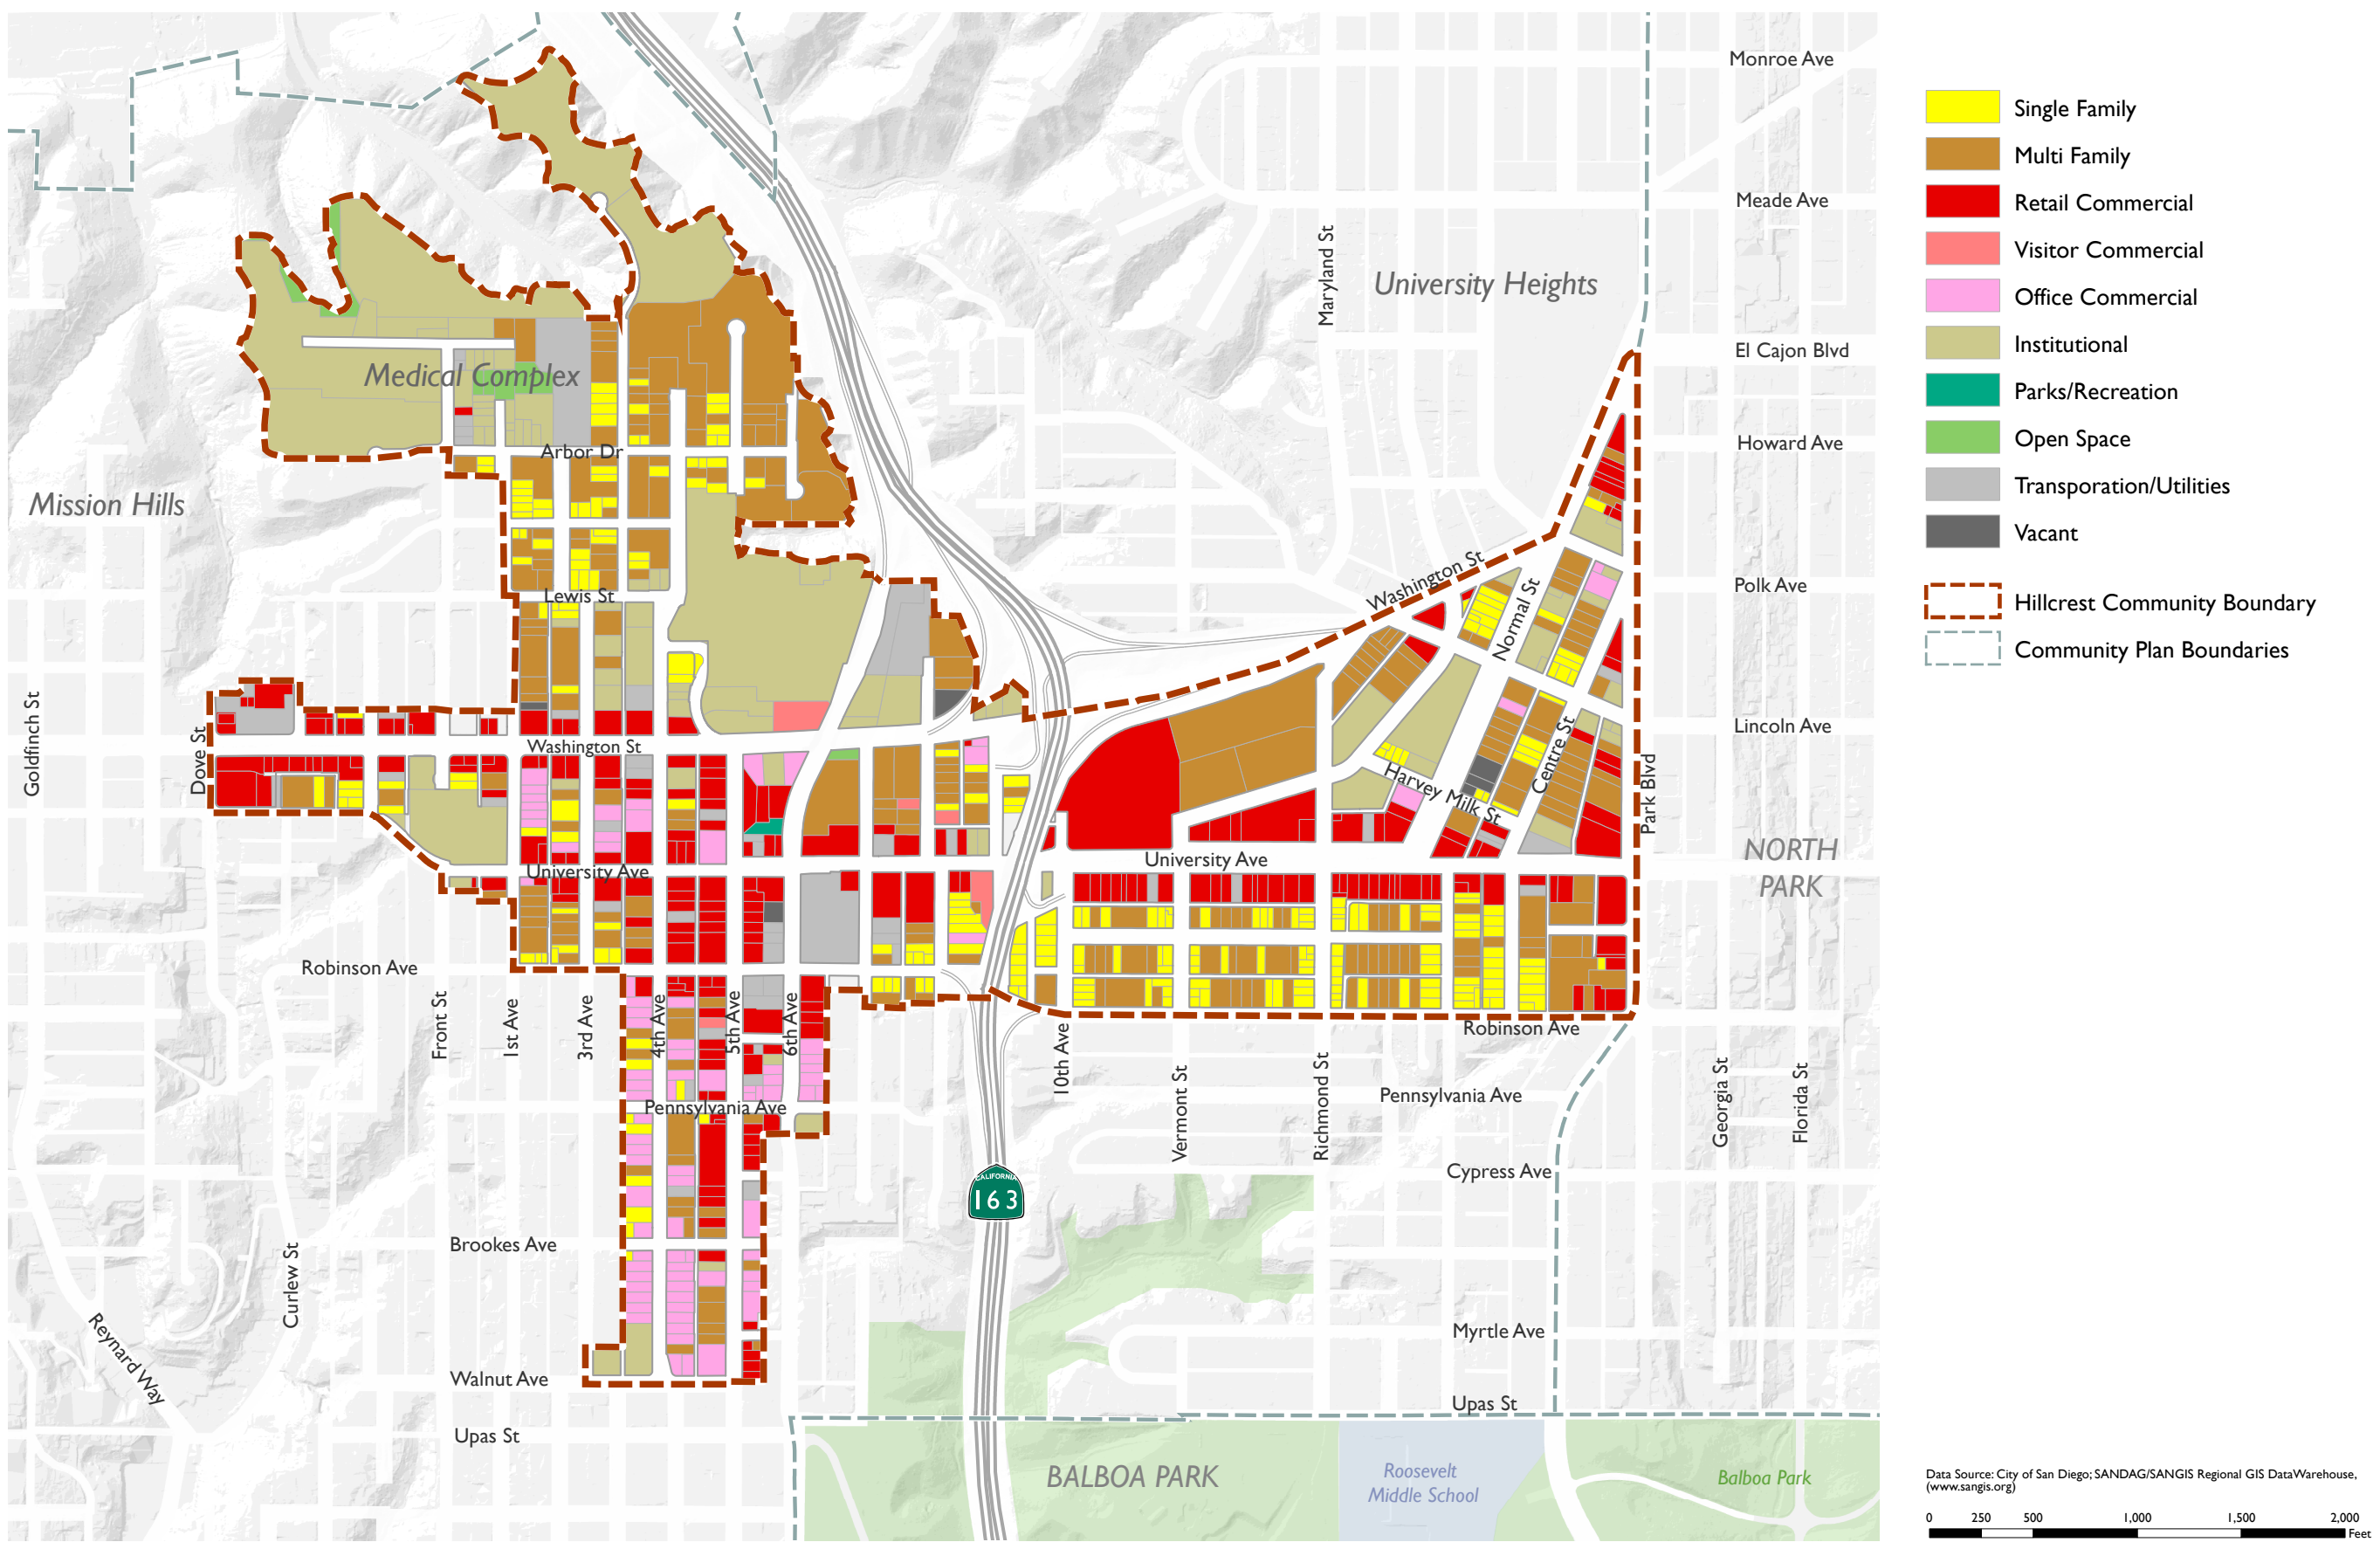 Monroe Ave
Meade Ave
Maryland St
University Heights
El Cajon Blvd
Medical Complex
Howard Ave
Arbor Dr
Mission Hills
Washington St
Polk Ave
Lewis St
Normal St
Goldfinch St
Dove St
Washington St
Lincoln Ave
Centre St
Harvey Milk St
Park Blvd
University Ave
University Ave
NORTH
PARK
Robinson Ave
Front St
1st Ave
3rd Ave
4th Ave
5th Ave
6th Ave
10th Ave
Robinson Ave
Vermont St
Richmond St
Pennsylvania Ave
Pennsylvania Ave
Georgia St
Florida St
Cypress Ave
CALIFORNIA
163
Brookes Ave
Curlew St
Reynard Way
Myrtle Ave
Walnut Ave
Upas St
Upas St
BALBOA PARK
Roosevelt
Middle School
Balboa Park
Single Family
Multi Family
Retail Commercial
Visitor Commercial
Office Commercial
Institutional
Parks/Recreation
Open Space
Transporation/Utilities
Vacant
Hillcrest Community Boundary
Community Plan Boundaries
Data Source: City of San Diego; SANDAG/SANGIS Regional GIS DataWarehouse,
(www.sangis.org)
0 250 500 1,000 1,500 2,000
Feet